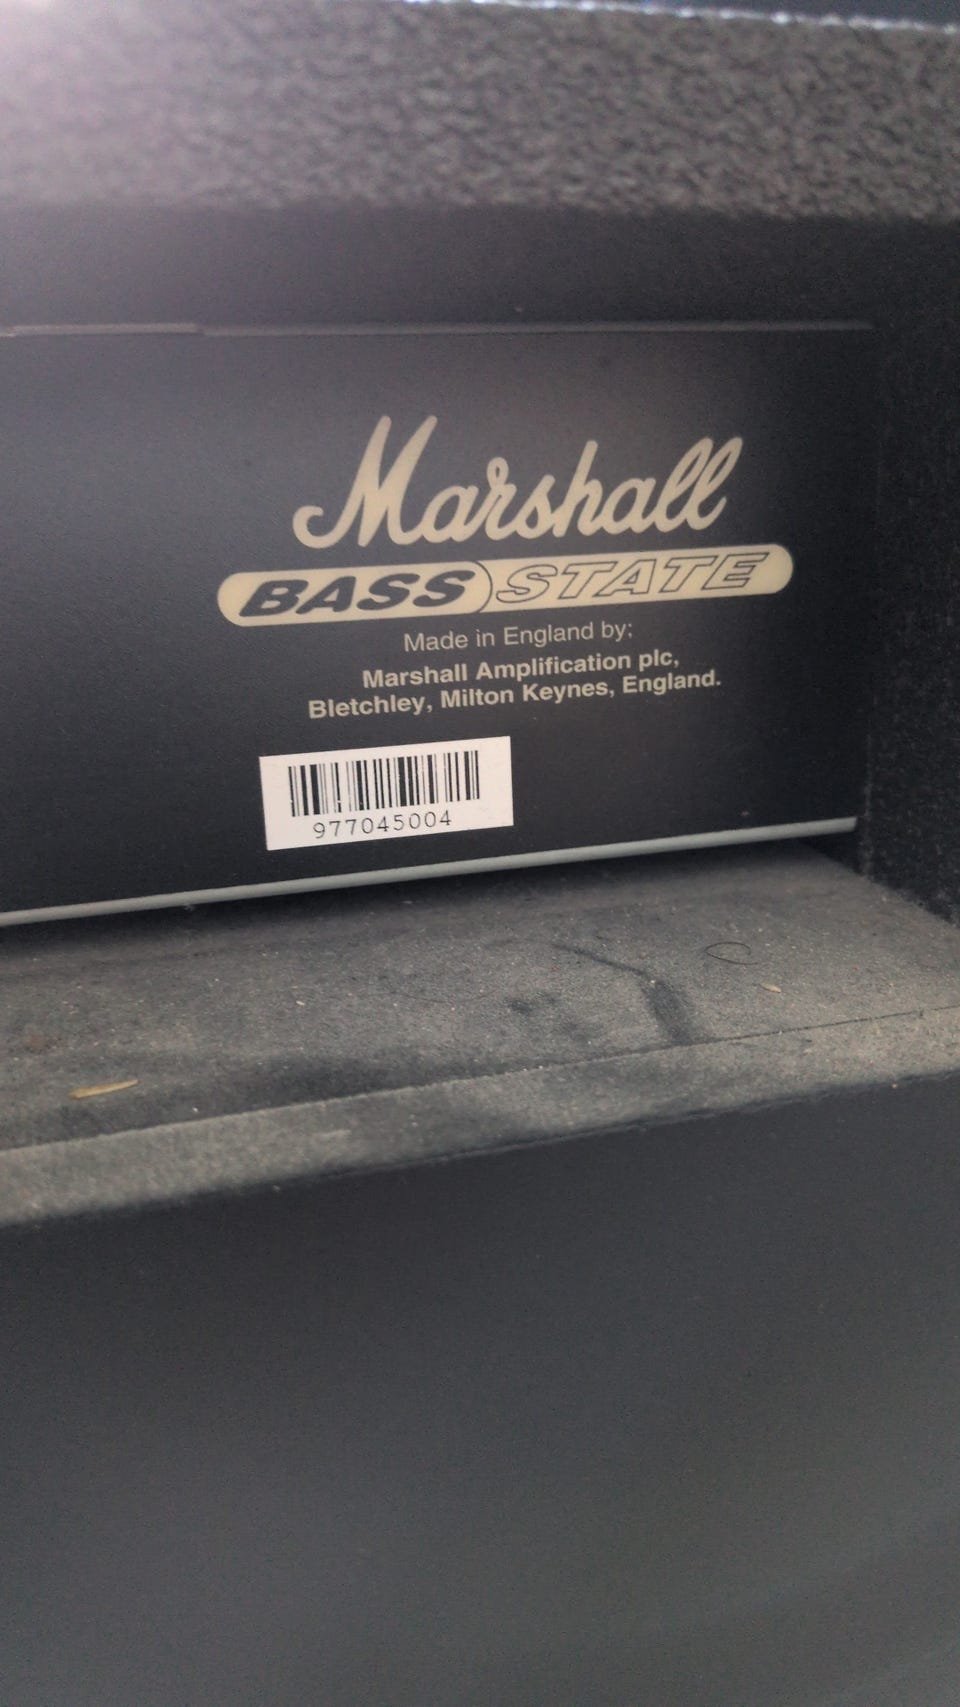 Marshall
BASS STATE
Made in England by;
Marshall Amplification plc,
Bletchley, Milton Keynes, England.
977045004